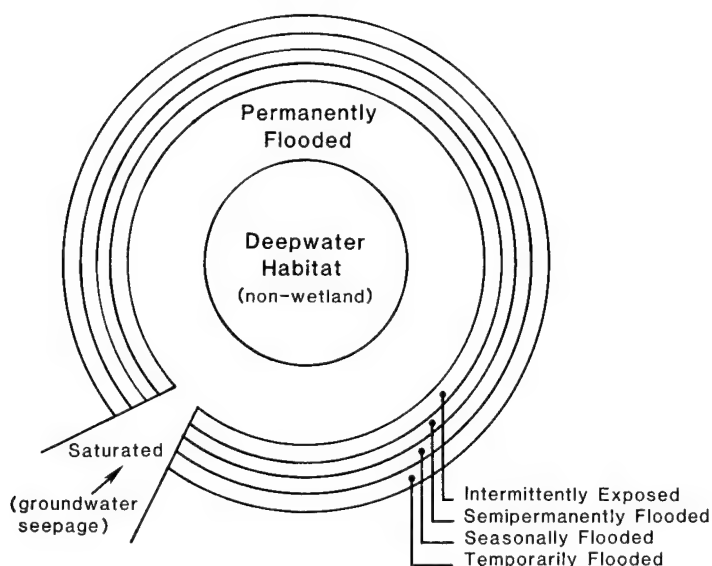 Permanently
Flooded
Deepwater
Habitat
(non-wetland)
Saturated
(groundwater
seepage)
Intermittently Exposed
Semipermanently Flooded
Seasonally Flooded
Temporarily Flooded